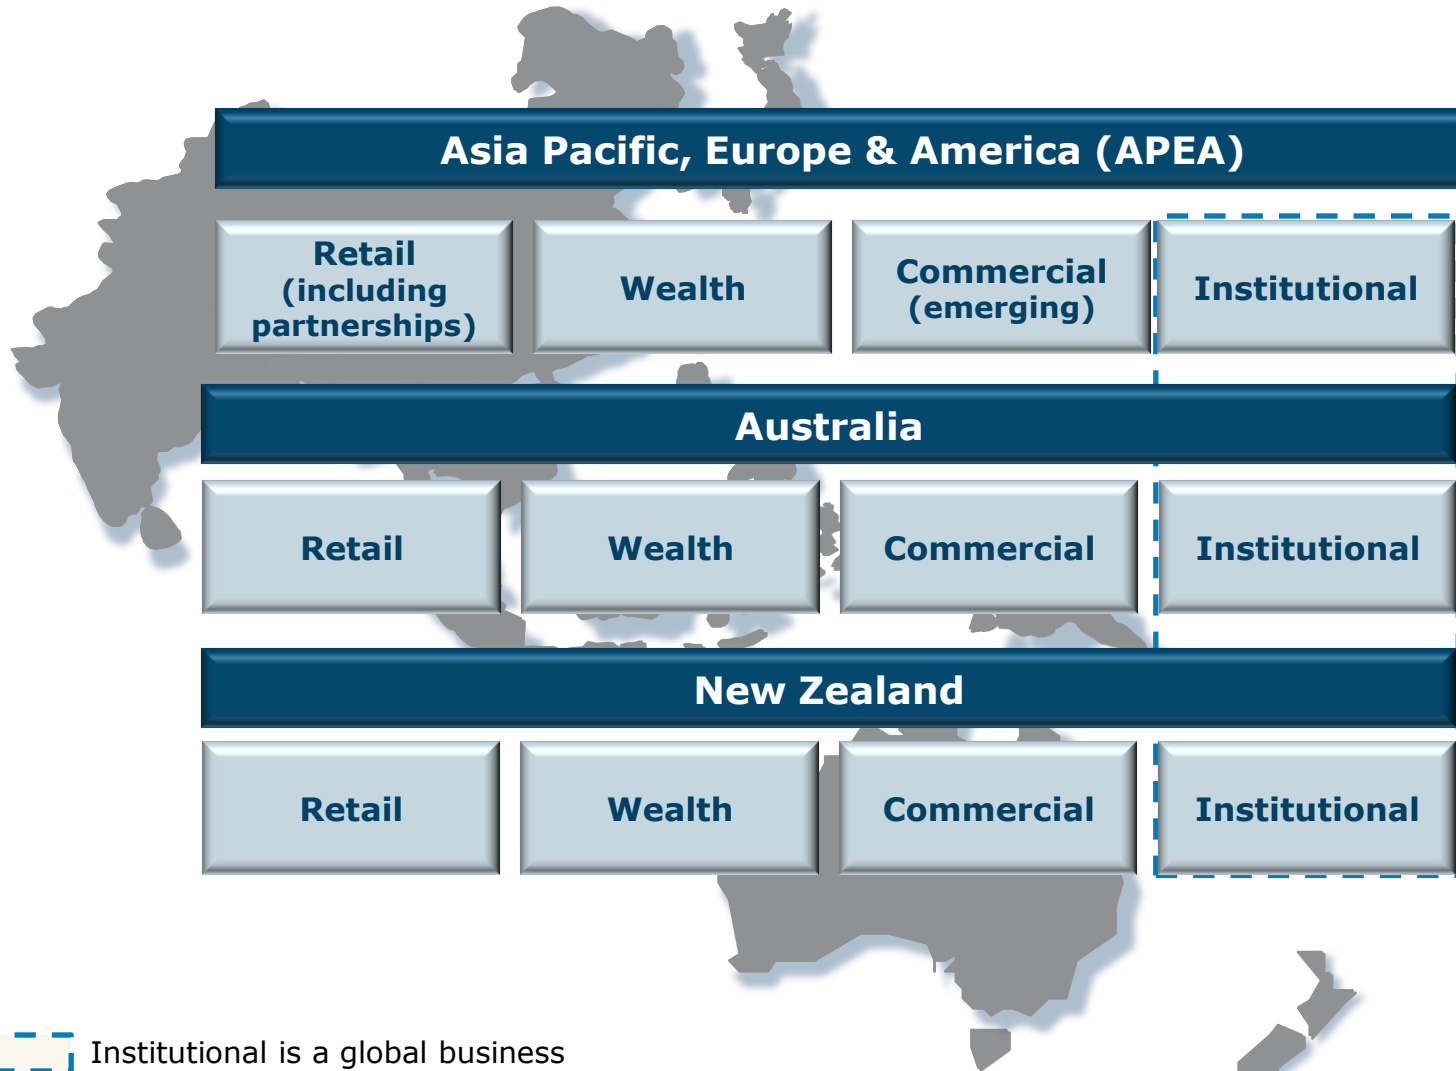 Asia Pacific, Europe & America (APEA)
Retail
(including
partnerships)
Wealth
Commercial
(emerging)
Institutional
Australia
Retail
Wealth
Commercial
Institutional
New Zealand
Retail
Wealth
Commercial
Institutional
Institutional is a global business